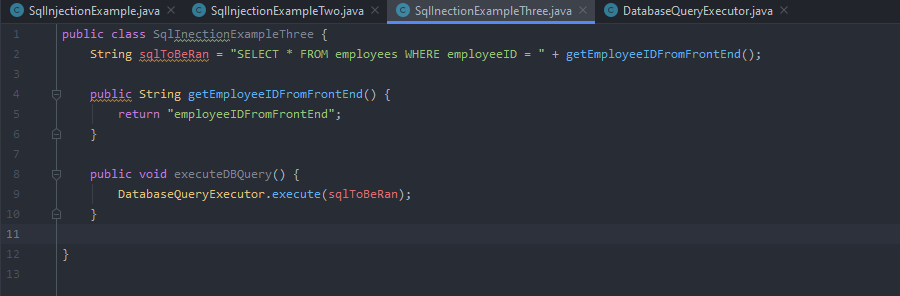 SqlInjectionExample.java × SqlInjectionExampleTwo.java × SqlInectionExampleThree.java × DatabaseQueryExecutor.java ×
1 public class SqlInectionExampleThree {
2 String sqlToBeRan = "SELECT * FROM employees WHERE employeeID = " + getEmployeeIDFromFrontEnd();
3
4 public String getEmployeeIDFromFrontEnd() {
5 return "employeeIDFromFrontEnd";
6 }
7
8 public void executeDBQuery() {
9 DatabaseQueryExecutor.execute(sqlToBeRan);
10 }
11
12 }
13